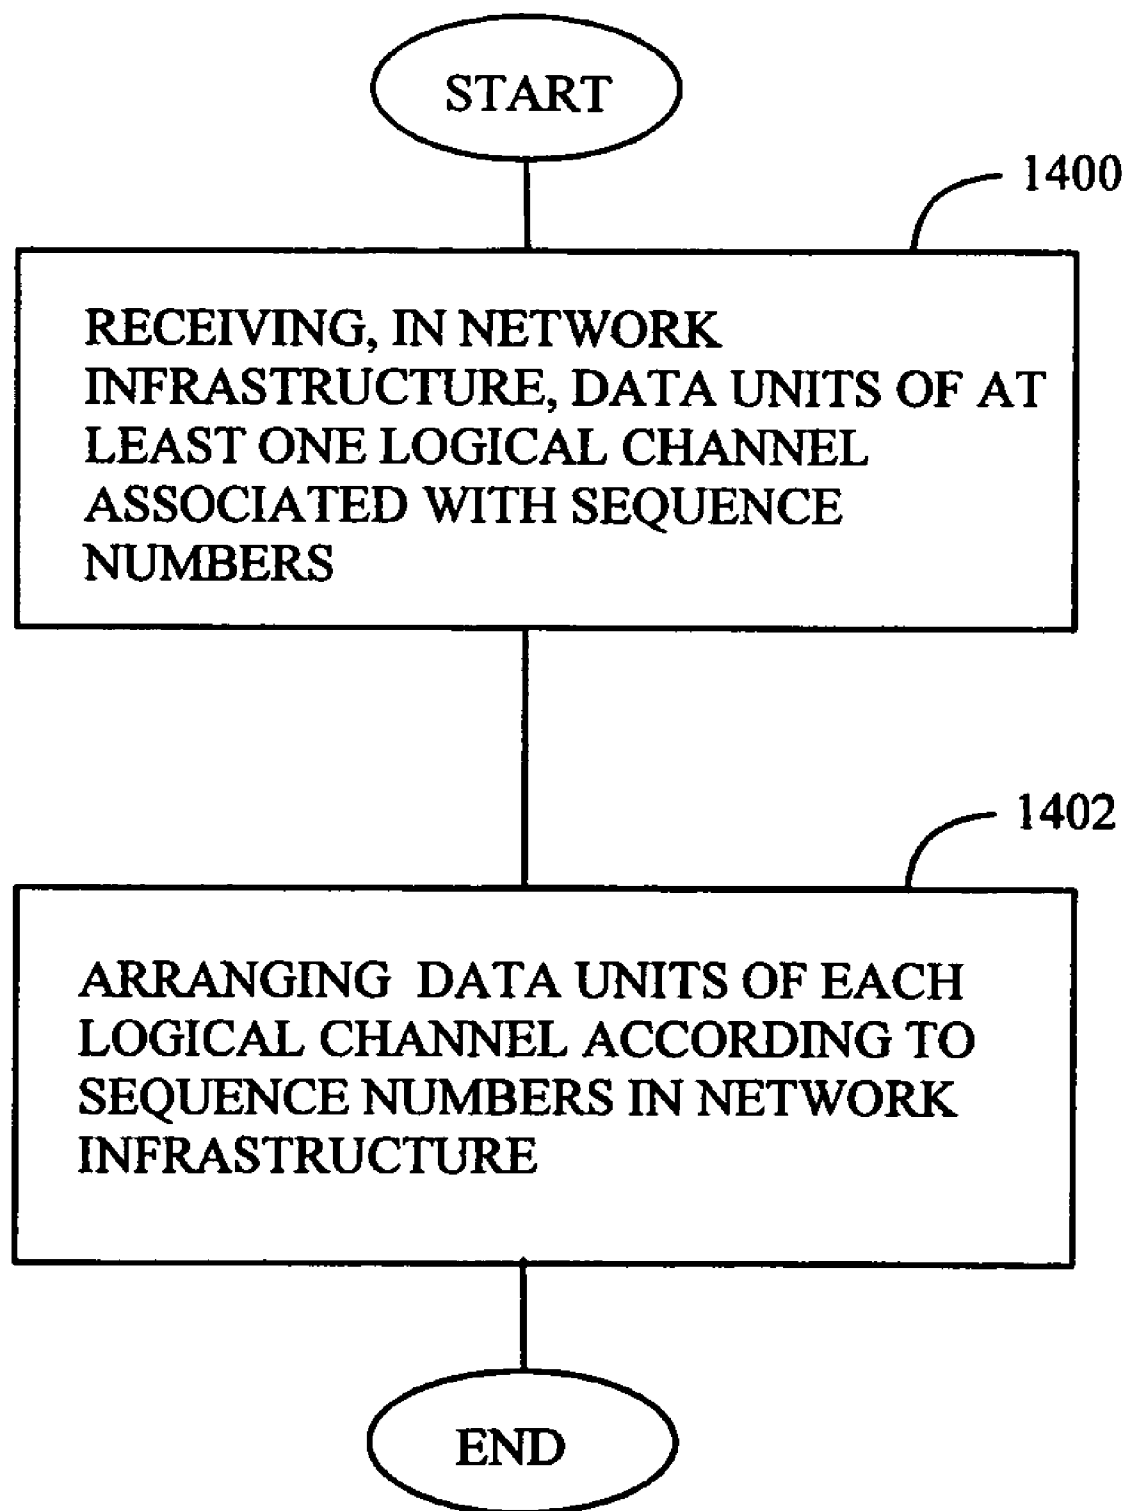 START
1400
RECEIVING, IN NETWORK
INFRASTRUCTURE, DATA UNITS OF AT
LEAST ONE LOGICAL CHANNEL
ASSOCIATED WITH SEQUENCE
NUMBERS
1402
ARRANGING DATA UNITS OF EACH
LOGICAL CHANNEL ACCORDING TO
SEQUENCE NUMBERS IN NETWORK
INFRASTRUCTURE
END